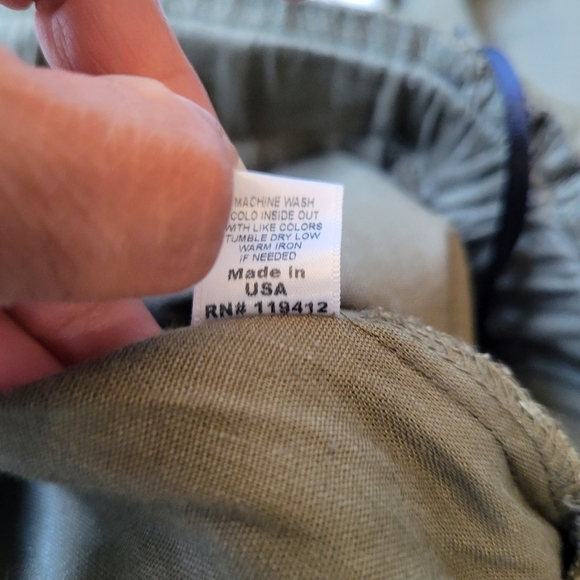 MACHINE WASH
COLD INSIDE OUT
WITH LIKE COLORS
TUMBLE DRY LOW
WARM IRON
IF NEEDED
Made in
USA
RN# 119412